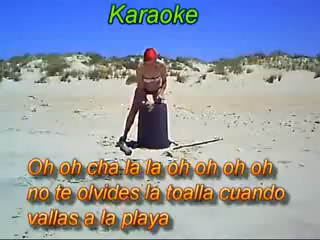 Karaoke
Oh oh cha la la oh oh oh oh
no te olvides la toalla cuando
vallas a la playa